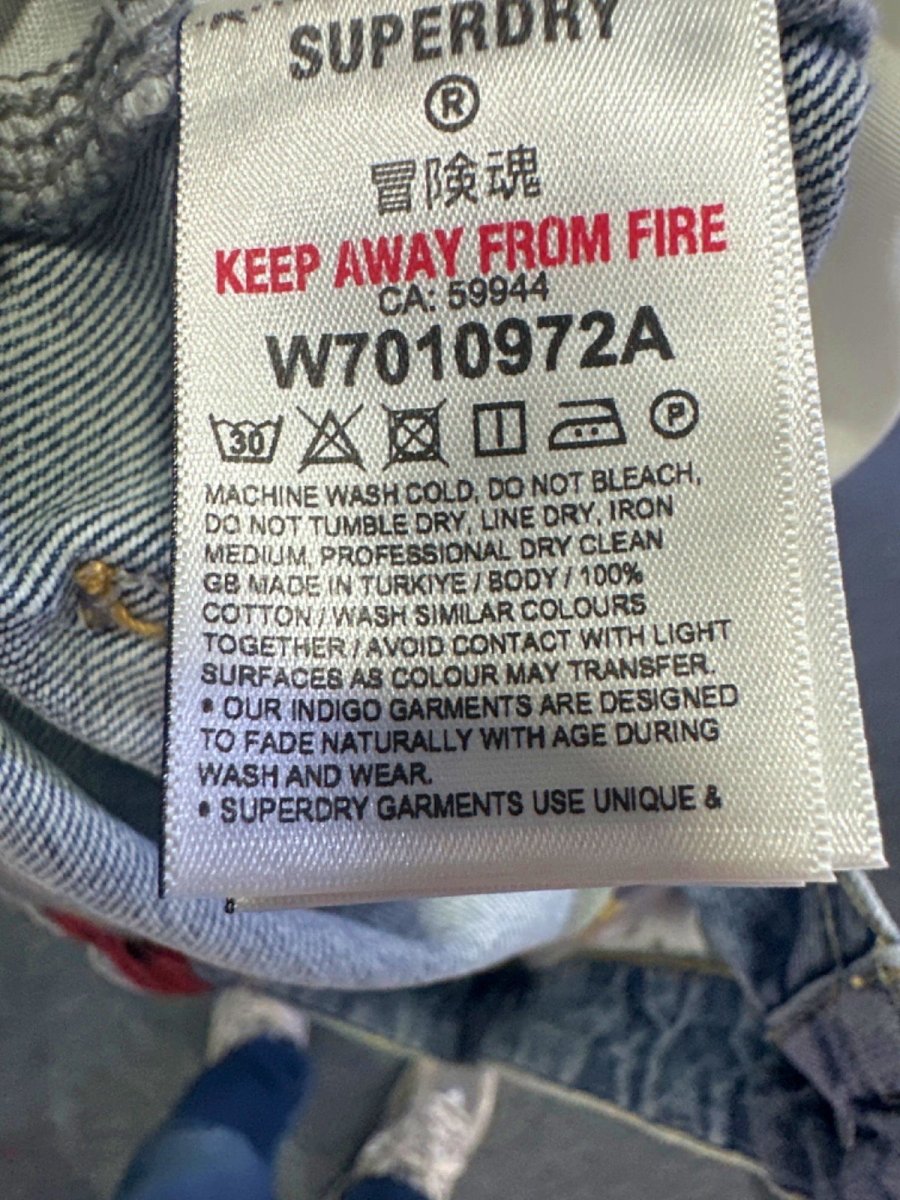 SUPERDRY
®
冒険魂
KEEP AWAY FROM FIRE
CA: 59944
W7010972A
30 P
MACHINE WASH COLD, DO NOT BLEACH,
DO NOT TUMBLE DRY, LINE DRY, IRON
MEDIUM, PROFESSIONAL DRY CLEAN
GB MADE IN TURKIYE / BODY / 100%
COTTON / WASH SIMILAR COLOURS
TOGETHER / AVOID CONTACT WITH LIGHT
SURFACES AS COLOUR MAY TRANSFER.
• OUR INDIGO GARMENTS ARE DESIGNED
TO FADE NATURALLY WITH AGE DURING
WASH AND WEAR.
• SUPERDRY GARMENTS USE UNIQUE &